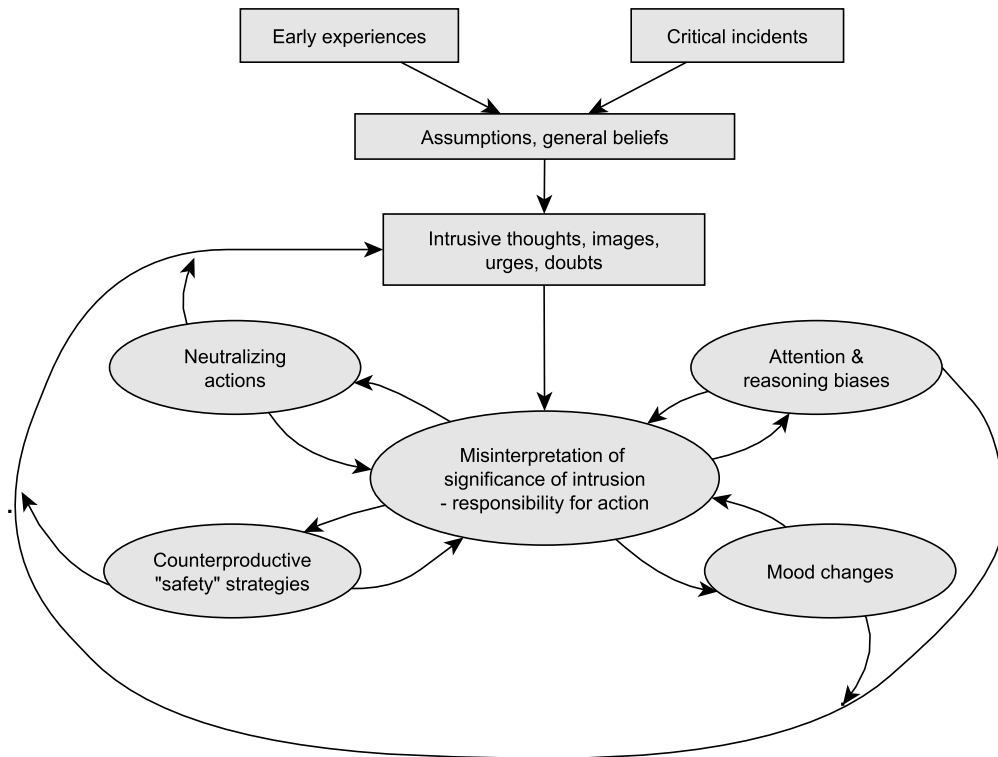 Early experiences
Critical incidents
Assumptions, general beliefs
Intrusive thoughts, images,
urges, doubts
Neutralizing
actions
Attention &
reasoning biases
Misinterpretation of
significance of intrusion
- responsibility for action
Counterproductive
"safety" strategies
Mood changes